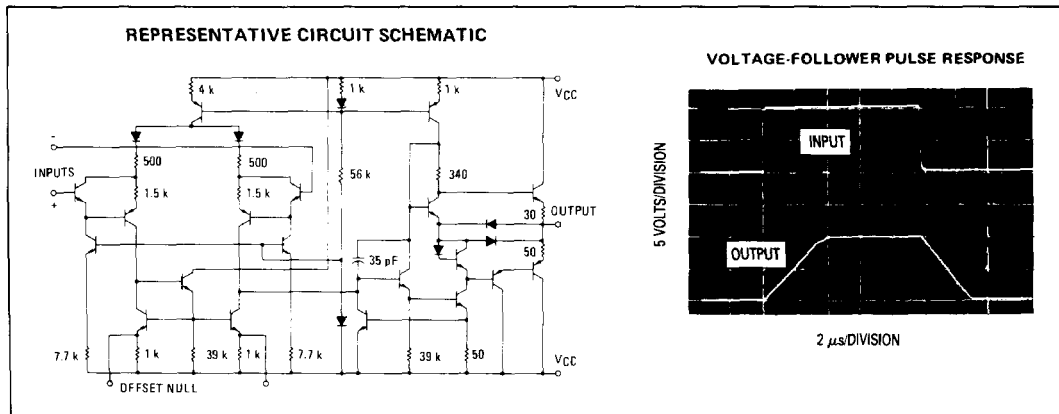 REPRESENTATIVE CIRCUIT SCHEMATIC
4 k
1 k
1 k
VCC
-
500
500
INPUTS
+
1.5 k
1.5 k
56 k
340
30
OUTPUT
50
35 pF
7.7 k
1 k
39 k
1 k
7.7 k
39 k
50
VCC
OFFSET NULL
VOLTAGE-FOLLOWER PULSE RESPONSE
5 VOLTS/DIVISION
INPUT
OUTPUT
2 μs/DIVISION